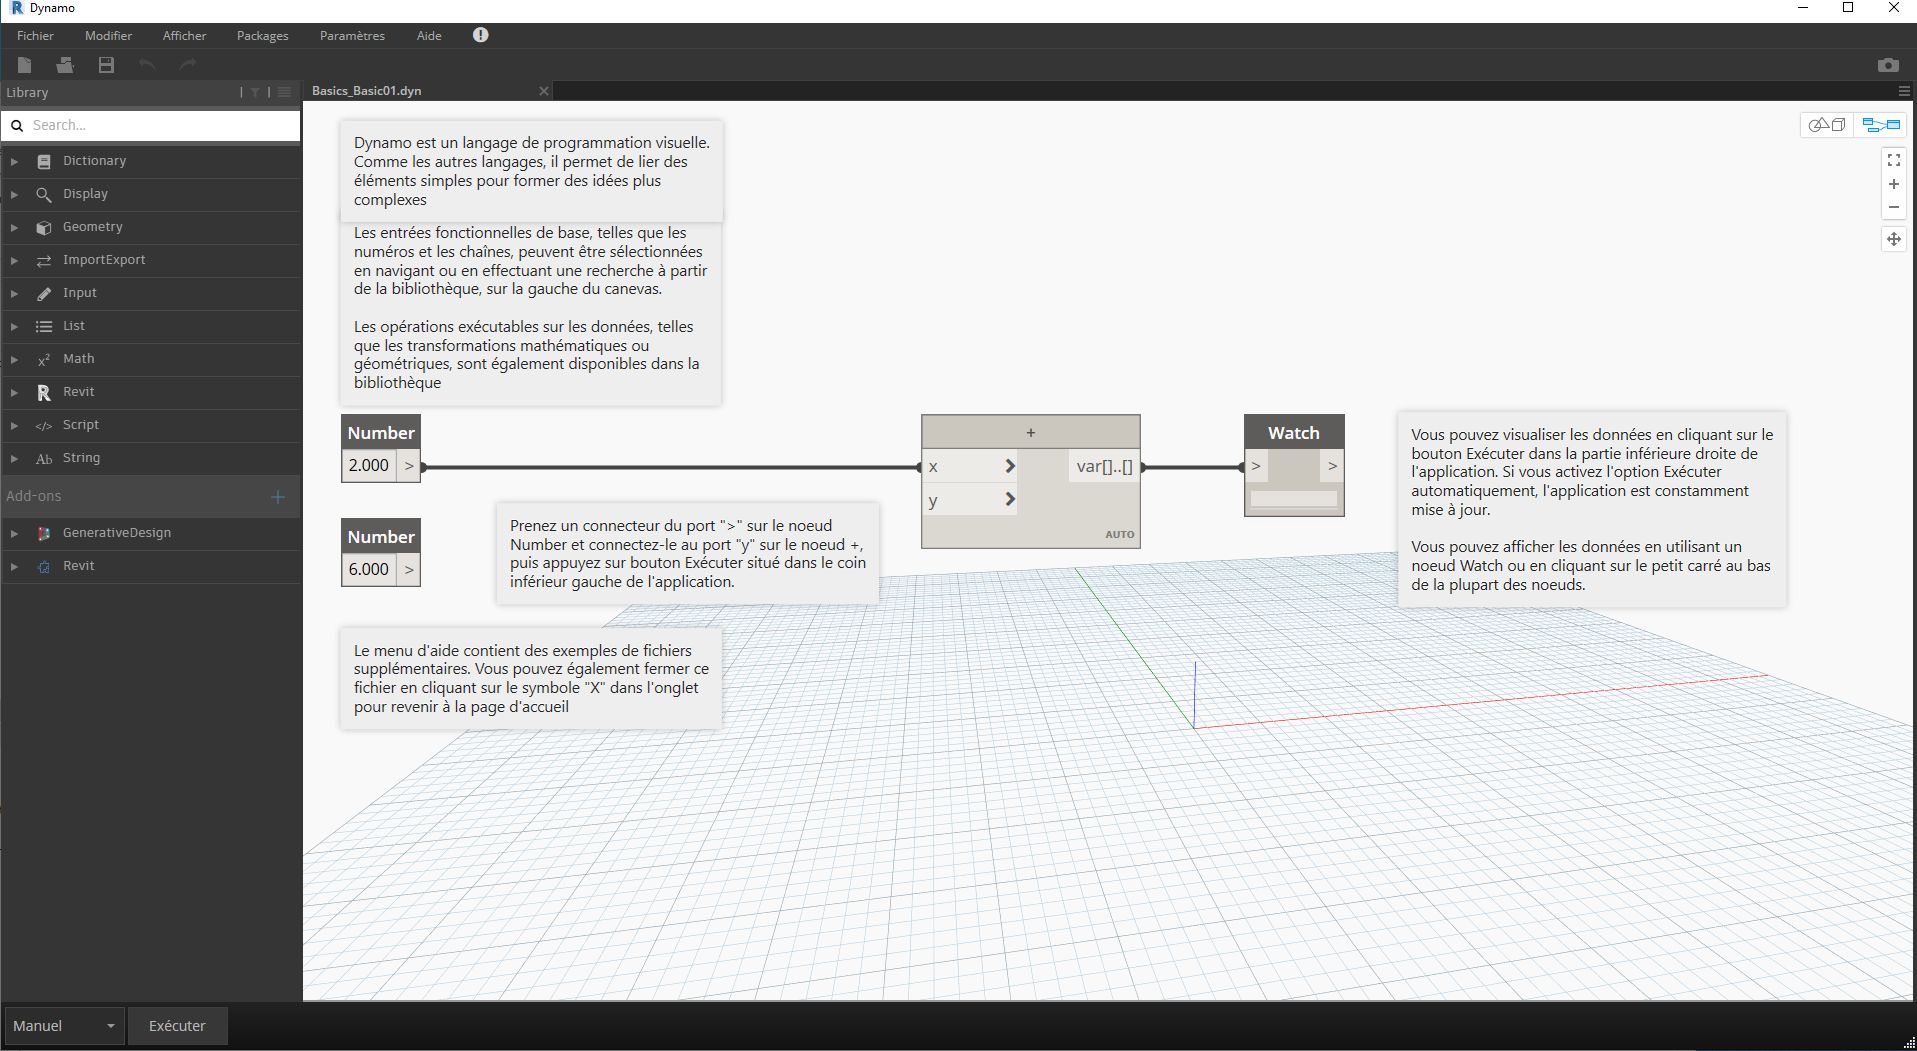 Dynamo
Fichier Modifier Afficher Packages Paramètres Aide
Library
Basics_Basic01.dyn
Search...
Dictionary
Display
Geometry
ImportExport
Input
List
Math
Revit
Script
String
Add-ons
GenerativeDesign
Revit
Dynamo est un langage de programmation visuelle.
Comme les autres langages, il permet de lier des
éléments simples pour former des idées plus
complexes
Les entrées fonctionnelles de base, telles que les
numéros et les chaînes, peuvent être sélectionnées
en navigant ou en effectuant une recherche à partir
de la bibliothèque, sur la gauche du canevas.
Les opérations exécutables sur les données, telles
que les transformations mathématiques ou
géométriques, sont également disponibles dans la
bibliothèque
Number
2.000 >
Number
6.000 >
Prenez un connecteur du port ">" sur le noeud
Number et connectez-le au port "y" sur le noeud +,
puis appuyez sur bouton Exécuter situé dans le coin
inférieur gauche de l'application.
+
x > var[]..[]
y >
AUTO
Watch
> >
Vous pouvez visualiser les données en cliquant sur le
bouton Exécuter dans la partie inférieure droite de
l'application. Si vous activez l'option Exécuter
automatiquement, l'application est constamment
mise à jour.
Vous pouvez afficher les données en utilisant un
noeud Watch ou en cliquant sur le petit carré au bas
de la plupart des noeuds.
Le menu d'aide contient des exemples de fichiers
supplémentaires. Vous pouvez également fermer ce
fichier en cliquant sur le symbole "X" dans l'onglet
pour revenir à la page d'accueil
Manuel
Exécuter